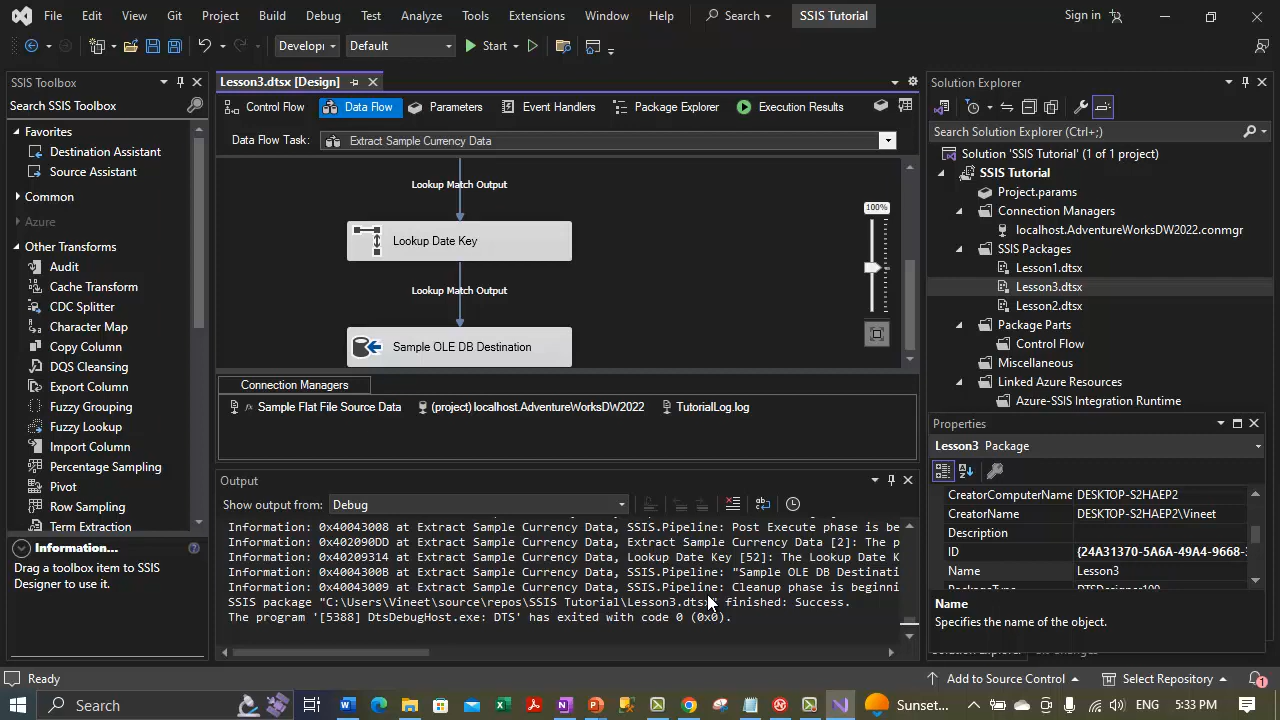 File Edit View Git Project Build Debug Test Analyze Tools Extensions Window Help Search SSIS Tutorial Sign in
Develop Default Start
SSIS Toolbox
Search SSIS Toolbox
Favorites
Destination Assistant
Source Assistant
Common
Azure
Other Transforms
Audit
Cache Transform
CDC Splitter
Character Map
Copy Column
DQS Cleansing
Export Column
Fuzzy Grouping
Fuzzy Lookup
Import Column
Percentage Sampling
Pivot
Row Sampling
Term Extraction
Information...
Drag a toolbox item to SSIS
Designer to use it.
Lesson3.dtsx [Design]
Control Flow Data Flow Parameters Event Handlers Package Explorer Execution Results
Data Flow Task: Extract Sample Currency Data
Lookup Match Output
100%
Lookup Date Key
Lookup Match Output
Sample OLE DB Destination
Connection Managers
Sample Flat File Source Data (project) localhost.AdventureWorksDW2022 TutorialLog.log
Output
Show output from: Debug
Information: 0x40043008 at Extract Sample Currency Data, SSIS.Pipeline: Post Execute phase is be
Information: 0x402090DD at Extract Sample Currency Data, Extract Sample Currency Data [2]: The p
Information: 0x40209314 at Extract Sample Currency Data, Lookup Date Key [52]: The Lookup Date K
Information: 0x4004300B at Extract Sample Currency Data, SSIS.Pipeline: "Sample OLE DB Destinati
Information: 0x40043009 at Extract Sample Currency Data, SSIS.Pipeline: Cleanup phase is beginni
SSIS package "C:\Users\Vineet\source\repos\SSIS Tutorial\Lesson3.dtsx" finished: Success.
The program '[5388] DtsDebugHost.exe: DTS' has exited with code 0 (0x0).
Solution Explorer
Search Solution Explorer (Ctrl+;)
Solution 'SSIS Tutorial' (1 of 1 project)
SSIS Tutorial
Project.params
Connection Managers
localhost.AdventureWorksDW2022.conmgr
SSIS Packages
Lesson1.dtsx
Lesson3.dtsx
Lesson2.dtsx
Package Parts
Control Flow
Miscellaneous
Linked Azure Resources
Azure-SSIS Integration Runtime
Properties
Lesson3 Package
CreatorComputerName DESKTOP-S2HAEP2
CreatorName DESKTOP-S2HAEP2\Vineet
Description
ID {24A31370-5A6A-49A4-9668-
Name Lesson3
Name
Specifies the name of the object.
Ready Add to Source Control Select Repository 1
Search Sunset... ENG 5:33 PM